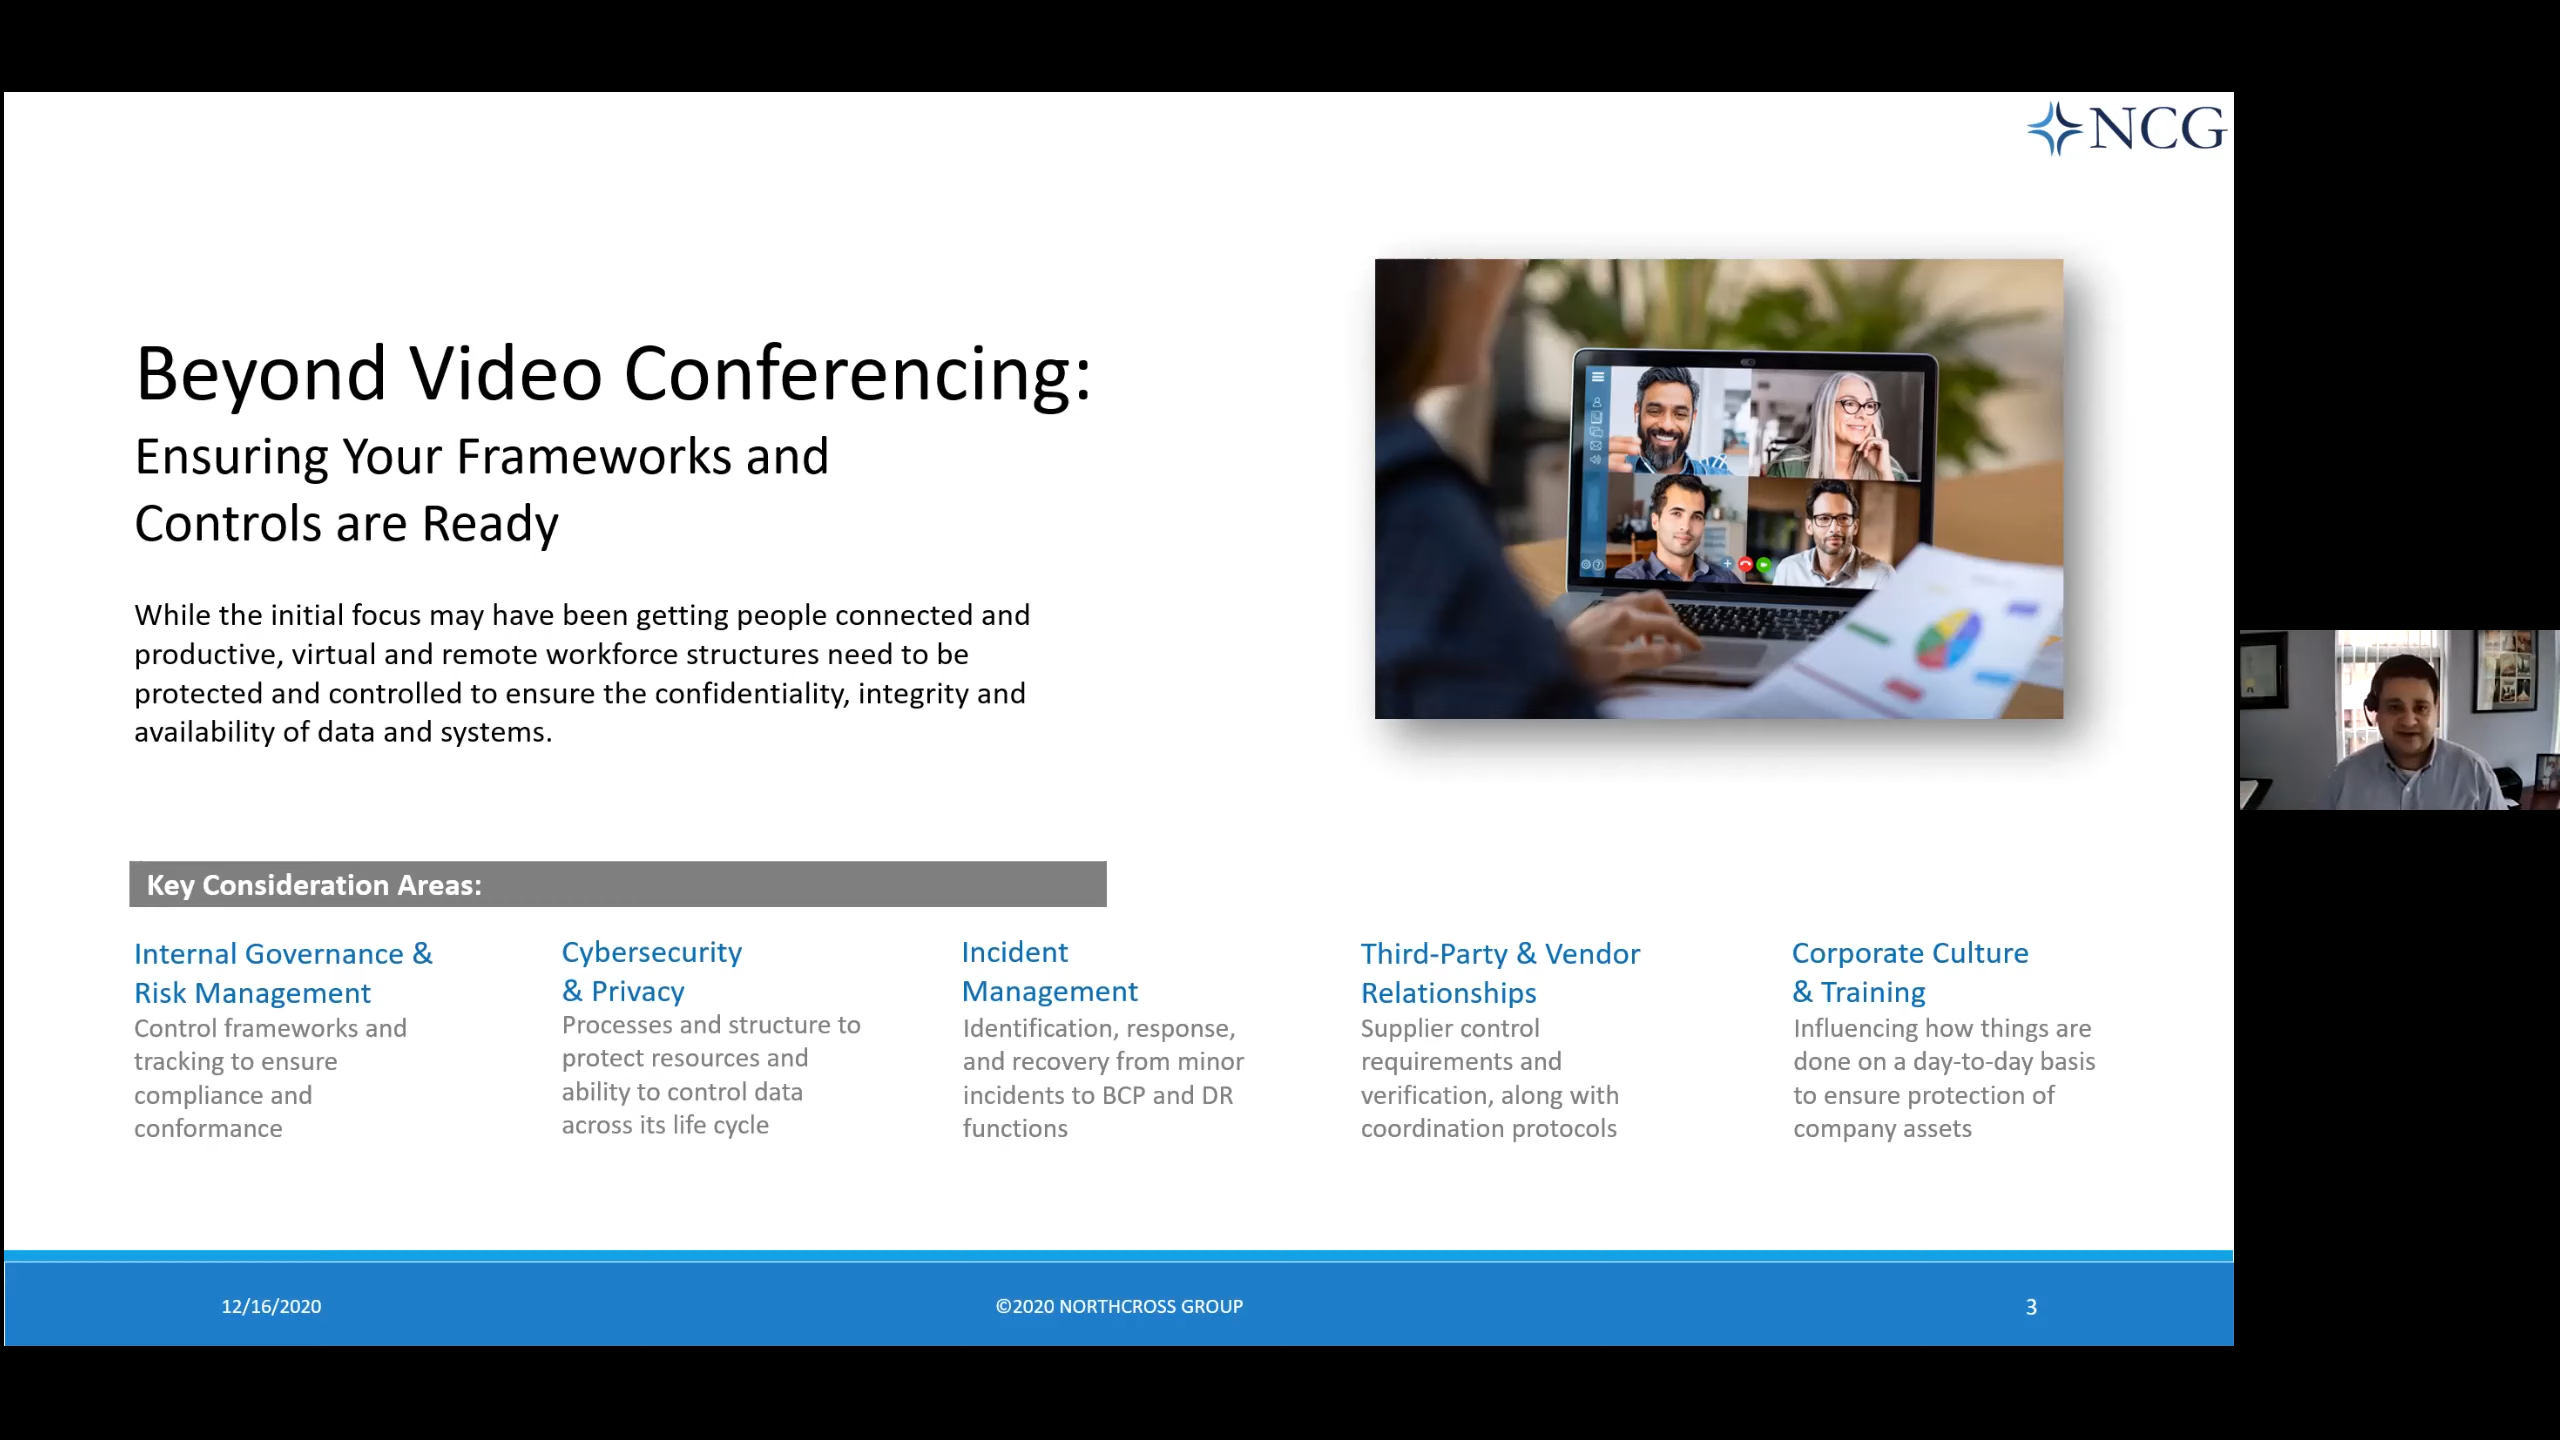 NCG
Beyond Video Conferencing:
Ensuring Your Frameworks and
Controls are Ready
While the initial focus may have been getting people connected and
productive, virtual and remote workforce structures need to be
protected and controlled to ensure the confidentiality, integrity and
availability of data and systems.
Key Consideration Areas:
Internal Governance &
Risk Management
Control frameworks and
tracking to ensure
compliance and
conformance
Cybersecurity
& Privacy
Processes and structure to
protect resources and
ability to control data
across its life cycle
Incident
Management
Identification, response,
and recovery from minor
incidents to BCP and DR
functions
Third-Party & Vendor
Relationships
Supplier control
requirements and
verification, along with
coordination protocols
Corporate Culture
& Training
Influencing how things are
done on a day-to-day basis
to ensure protection of
company assets
12/16/2020
©2020 NORTHCROSS GROUP
3